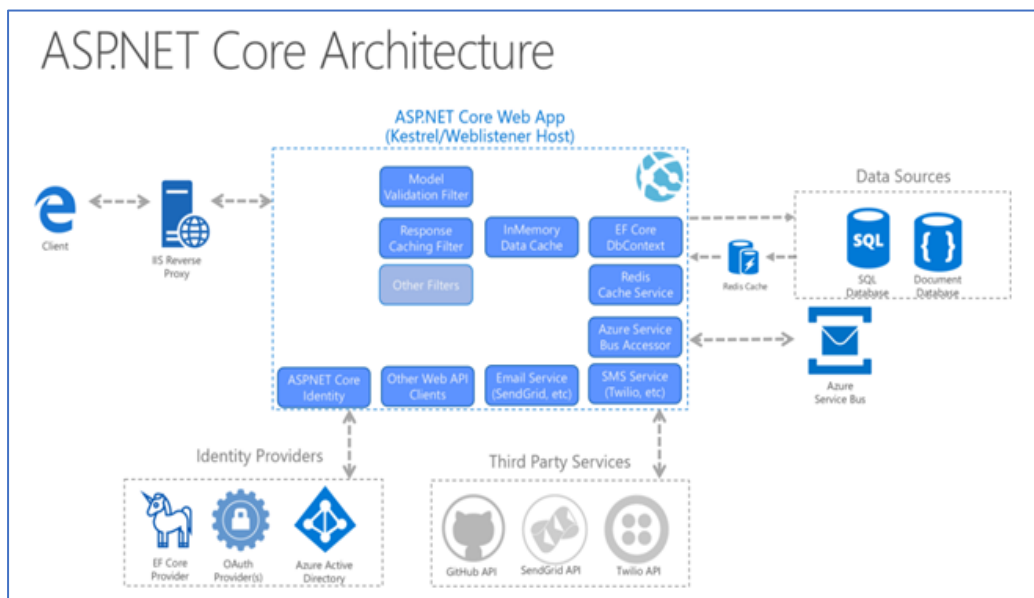 ASP.NET Core Architecture
ASP.NET Core Web App
(Kestrel/Weblistener Host)
Model
Validation Filter
Response
Caching Filter
Other Filters
InMemory
Data Cache
EF Core
DbContext
Redis
Cache Service
Azure Service
Bus Accessor
ASP.NET Core
Identity
Other Web API
Clients
Email Service
(SendGrid, etc)
SMS Service
(Twilio, etc)
Client
IIS Reverse
Proxy
Redis Cache
Data Sources
SQL
SQL
Database
{ }
Document
Database
Azure
Service Bus
Identity Providers
EF Core
Provider
OAuth
Provider(s)
Azure Active
Directory
Third Party Services
GitHub API
SendGrid API
Twilio API